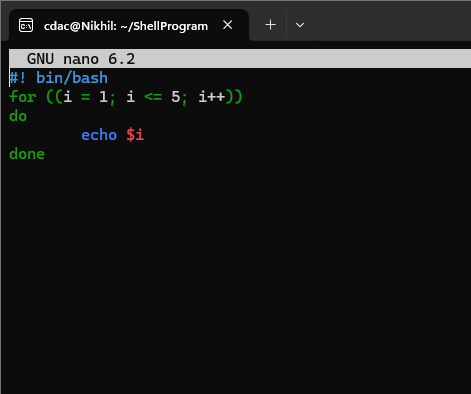 cdac@Nikhil: ~/ShellProgram
GNU nano 6.2
#! bin/bash
for ((i = 1; i <= 5; i++))
do
        echo $i
done